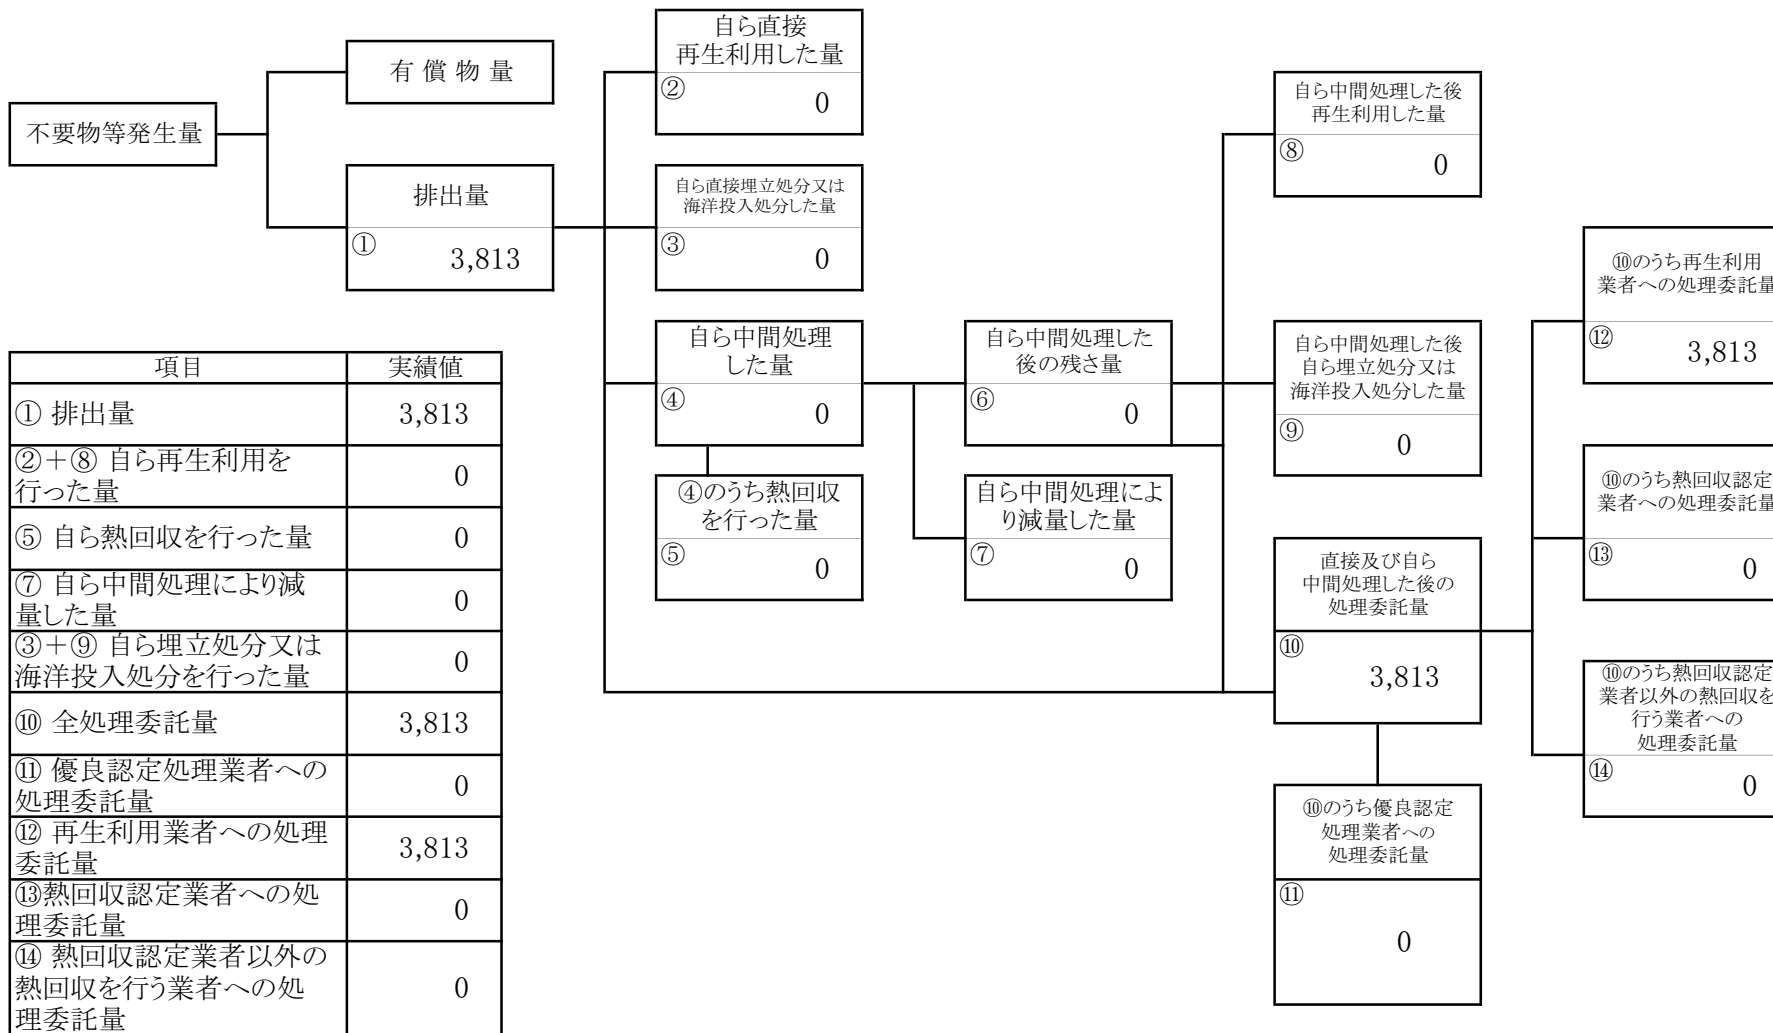 不要物等発生量
有 償 物 量
排出量
①
3,813
自ら直接
再生利用した量
②
0
自ら直接埋立処分又は
海洋投入処分した量
③
0
自ら中間処理
した量
④
0
④のうち熱回収
を行った量
⑤
0
自ら中間処理した
後の残さ量
⑥
0
自ら中間処理によ
り減量した量
⑦
0
自ら中間処理した後
再生利用した量
⑧
0
自ら中間処理した後
自ら埋立処分又は
海洋投入処分した量
⑨
0
直接及び自ら
中間処理した後の
処理委託量
⑩
3,813
⑩のうち優良認定
処理業者への
処理委託量
⑪
0
⑩のうち再生利用
業者への処理委託量
⑫
3,813
⑩のうち熱回収認定
業者への処理委託量
⑬
0
⑩のうち熱回収認定
業者以外の熱回収を
行う業者への
処理委託量
⑭
0
項目 実績値
① 排出量 3,813
②+⑧ 自ら再生利用を
行った量 0
⑤ 自ら熱回収を行った量 0
⑦ 自ら中間処理により減
量した量 0
③+⑨ 自ら埋立処分又は
海洋投入処分を行った量 0
⑩ 全処理委託量 3,813
⑪ 優良認定処理業者への
処理委託量 0
⑫ 再生利用業者への処理
委託量 3,813
⑬熱回収認定業者への処
理委託量 0
⑭ 熱回収認定業者以外の
熱回収を行う業者への処
理委託量 0